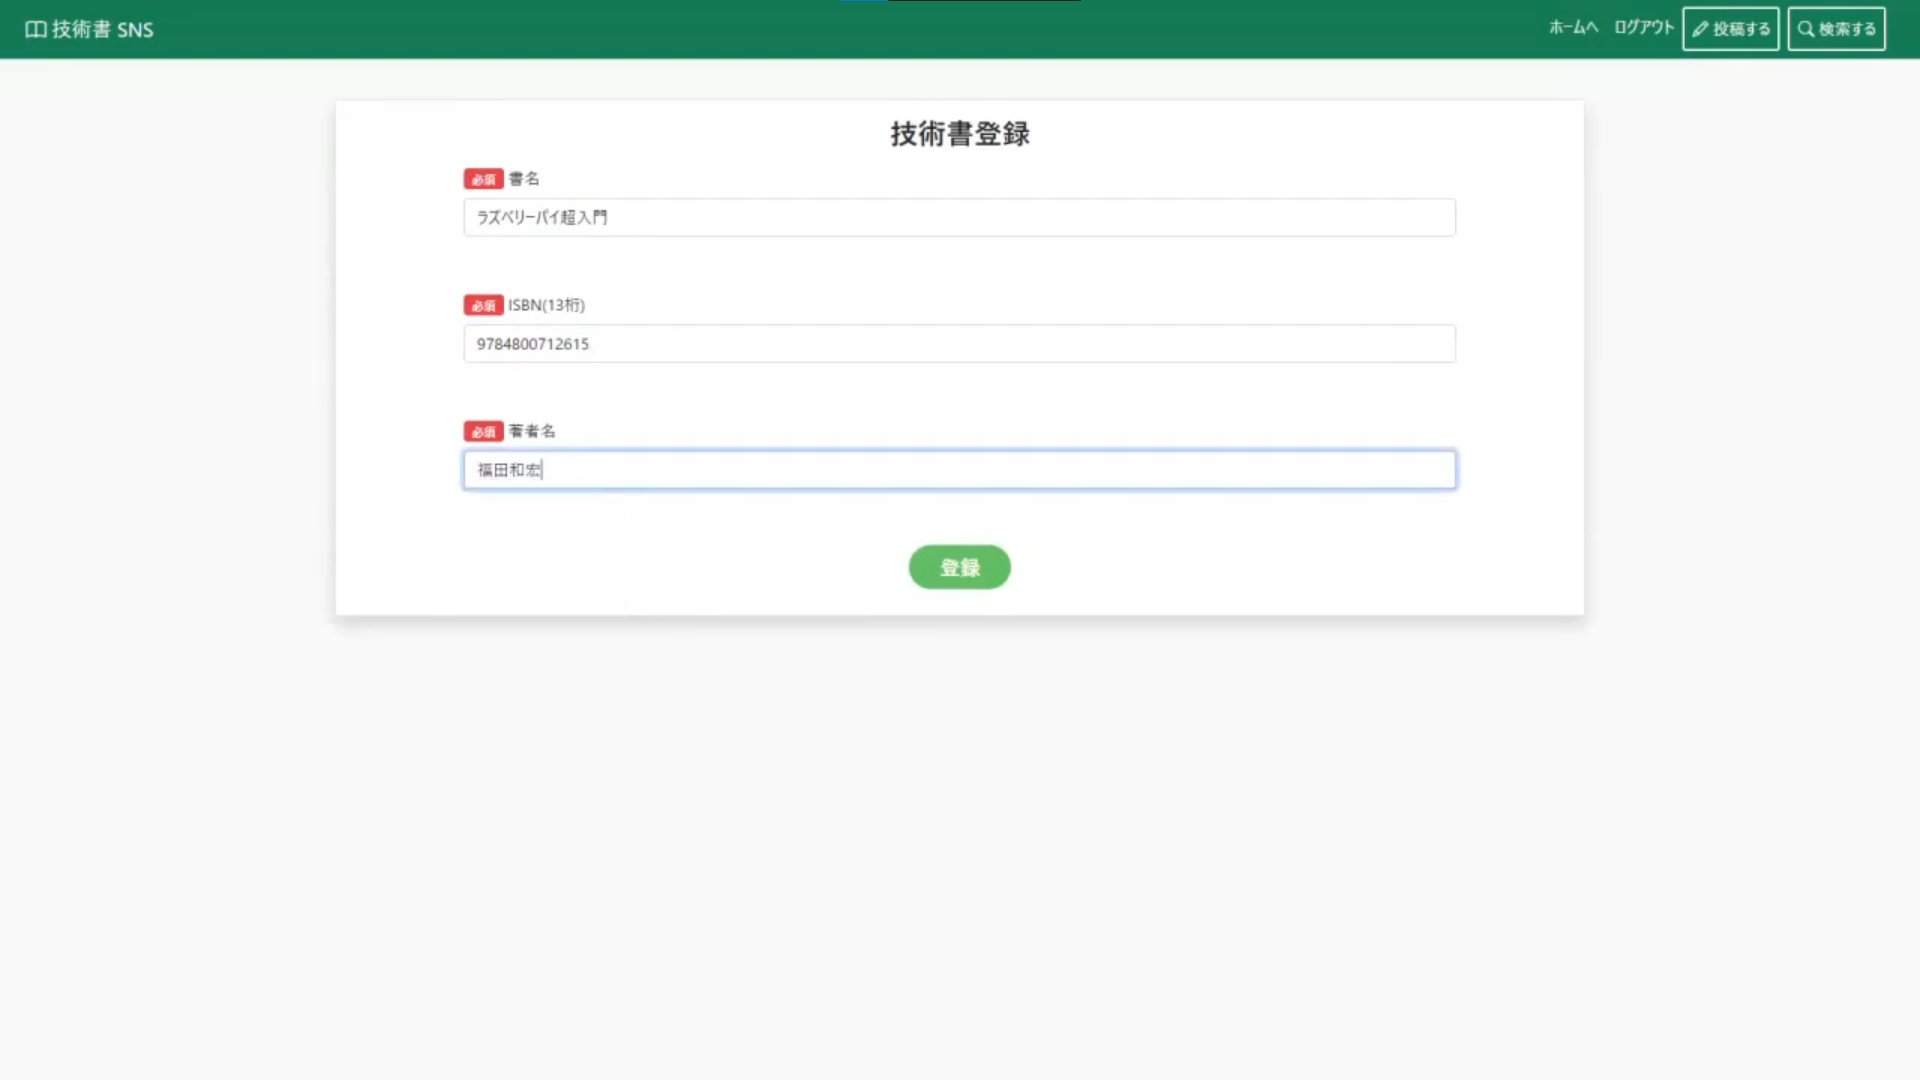 技術書 SNS
ホームへ ログアウト 投稿する 検索する
技術書登録
必須 書名
ラズベリーパイ超入門
必須 ISBN(13桁)
9784800712615
必須 著者名
福田和宏
登録